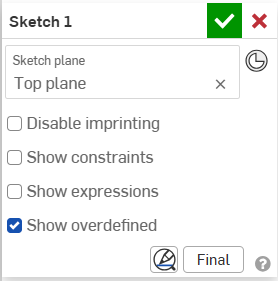 Sketch 1
Sketch plane
Top plane
Disable imprinting
Show constraints
Show expressions
Show overdefined
Final